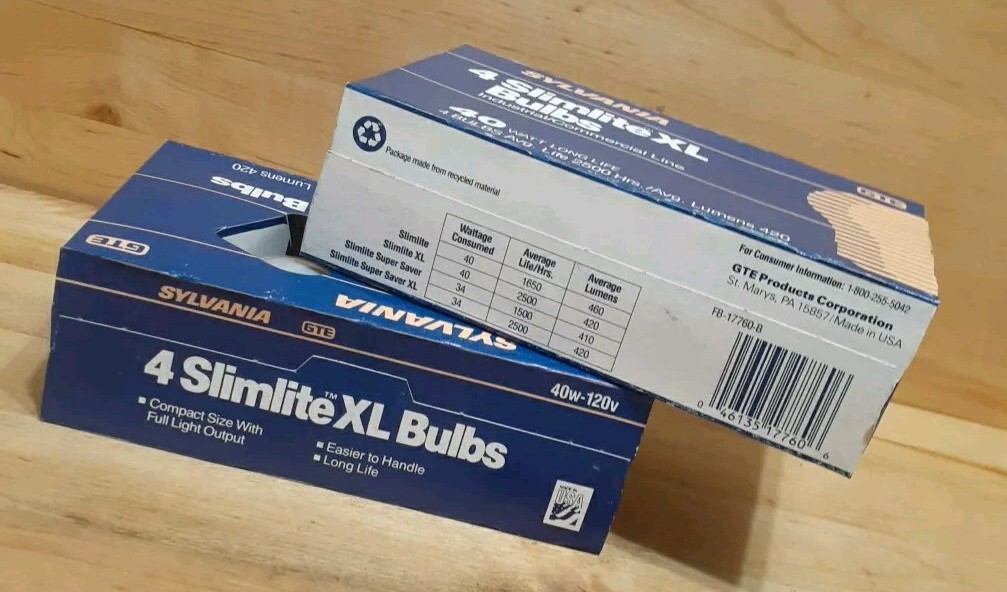 SYLVANIA
4 Slimlite XL
Bulbs
Industrial/Commercial Line
40 WATT LONG LIFE
4 BULBS Avg. Life 2500 Hrs./Avg. Lumens 420
GTE
Package made from recycled material
Wattage Consumed Average Life/Hrs. Average Lumens
Slimlite 40 1650 460
Slimlite XL 40 2500 420
Slimlite Super Saver 34 1500 410
Slimlite Super Saver XL 34 2500 420
For Consumer Information: 1-800-255-5042
GTE Products Corporation
St. Marys, PA 15857/Made in USA
FB-17760-B
0 46135 17760 6
Bulbs
Lumens 420
GTE
SYLVANIA
SYLVANIA GTE
4 Slimlite™ XL Bulbs
40w-120v
▪ Compact Size With
Full Light Output
▪ Easier to Handle
▪ Long Life
MADE IN
USA